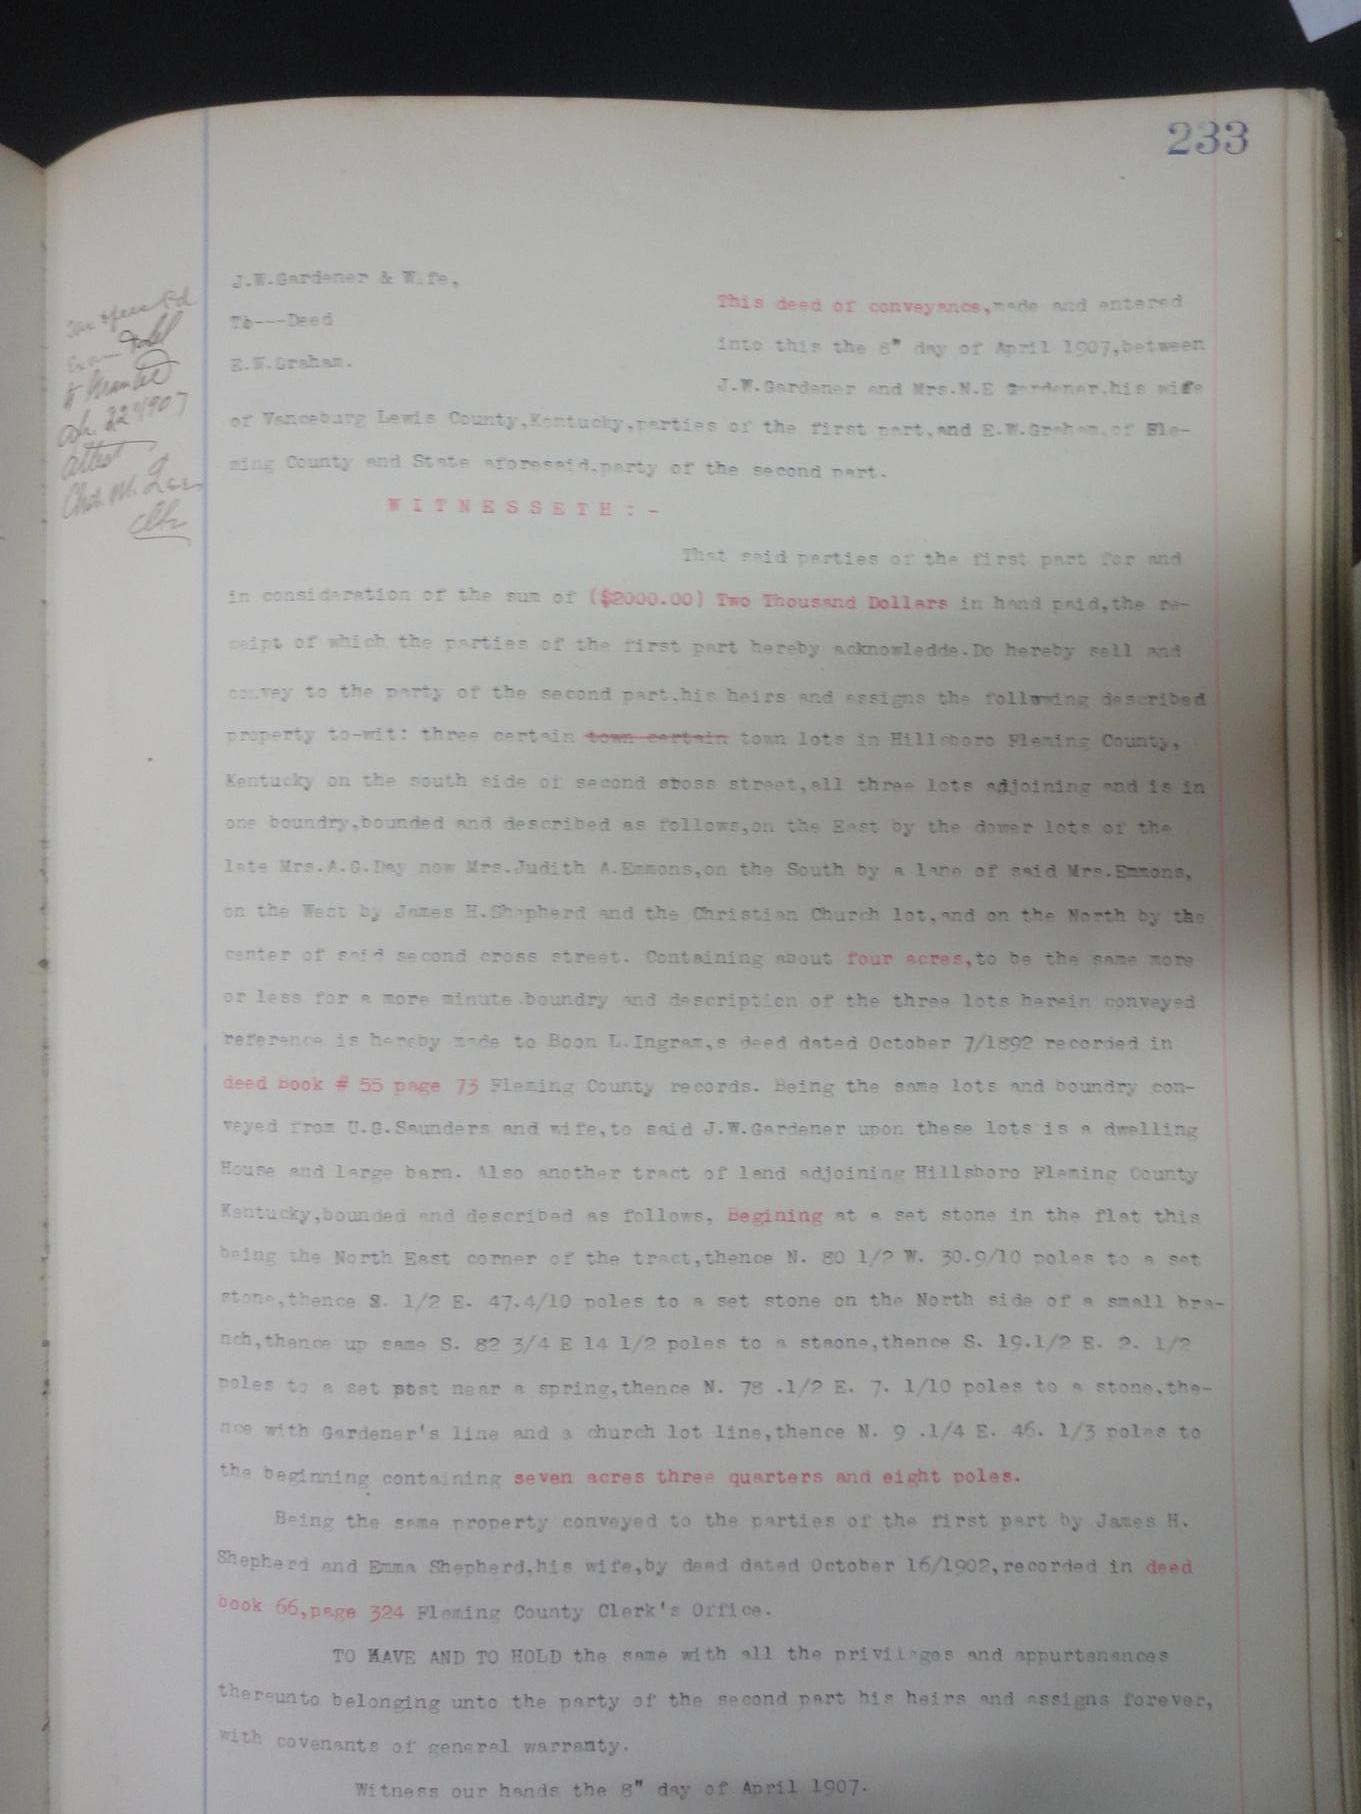 233
J.W.Gardener & Wife,
To---Deed
E.W.Graham.
This deed of conveyance,made and entered
into this the 8" day of April 1907,between
J.W.Gardener and Mrs.N.E Gardener,his wife
of Vanceburg Lewis County,Kentucky,parties of the first part,and E.W.Graham,of Fle-
ming County and State aforesaid,party of the second part.
WITNESSETH:-
That said parties of the first part for and
in consideration of the sum of ($2000.00) Two Thousand Dollars in hand paid,the re-
ceipt of which the parties of the first part hereby acknowledde.Do hereby sell and
convey to the party of the second part,his heirs and assigns the following described
property to-wit: three certain town certain town lots in Hillsboro Fleming County,
Kentucky on the south side of second stoss street,all three lots adjoining and is in
one boundry,bounded and described as follows,on the East by the dower lots of the
late Mrs.A.G.Day now Mrs.Judith A.Emmons,on the South by a lane of said Mrs.Emmons,
on the West by James H.Shepherd and the Christian Church lot,and on the North by the
center of said second cross street. Containing about four acres,to be the same more
or less for a more minute boundry and description of the three lots herein conveyed
reference is hereby made to Boon L.Ingram,s deed dated October 7/1892 recorded in
deed book # 55 page 73 Fleming County records. Being the same lots and boundry con-
veyed from U.G.Saunders and wife,to said J.W.Gardener upon these lots is a dwelling
House and large barn. Also another tract of land adjoining Hillsboro Fleming County
Kentucky,bounded and described as follows, Begining at a set stone in the flat this
being the North East corner of the tract,thence N. 80 1/2 W. 30.9/10 poles to a set
stone,thence S. 1/2 E. 47.4/10 poles to a set stone on the North side of a small bra-
nch,thence up same S. 82 3/4 E 14 1/2 poles to a staone,thence S. 19.1/2 E. 2. 1/2
poles to a set post near a spring,thence N. 78 .1/2 E. 7. 1/10 poles to a stone,the-
nce with Gardener's line and a church lot line,thence N. 9 .1/4 E. 46. 1/3 poles to
the beginning containing seven acres three quarters and eight poles.
Being the same property conveyed to the parties of the first part by James H.
Shepherd and Emma Shepherd,his wife,by deed dated October 16/1902,recorded in deed
book 66,page 324 Fleming County Clerk's Office.
TO HAVE AND TO HOLD the same with all the privileges and appurtenances
thereunto belonging unto the party of the second part his heirs and assigns forever,
with covenants of general warranty.
Witness our hands the 8" day of April 1907.
to Grantee
22 1907
attest
Chas. M.
Clk